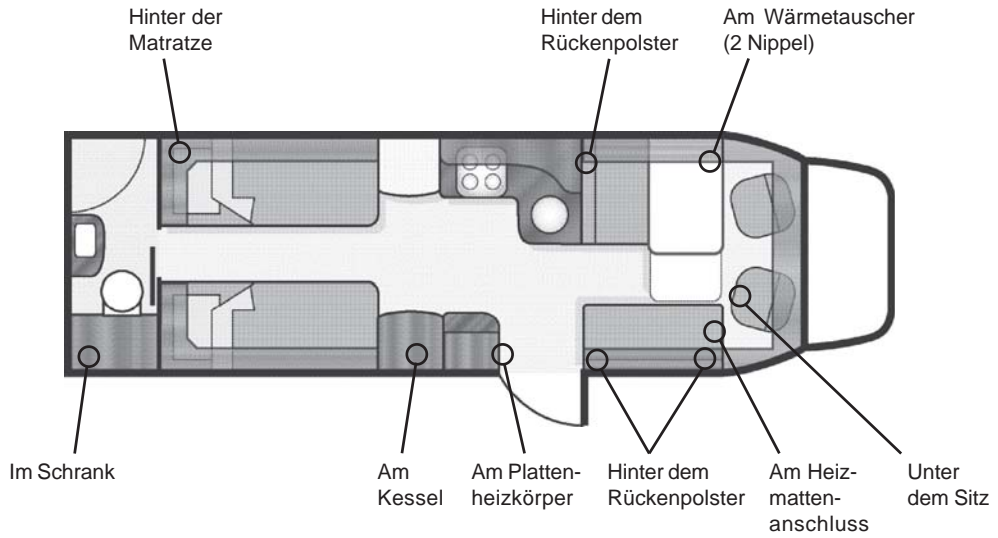 Hinter der
Matratze
Hinter dem
Rückenpolster
Am Wärmetauscher
(2 Nippel)
Im Schrank
Am
Kessel
Am Platten-
heizkörper
Hinter dem
Rückenpolster
Am Heiz-
matten-
anschluss
Unter
dem Sitz